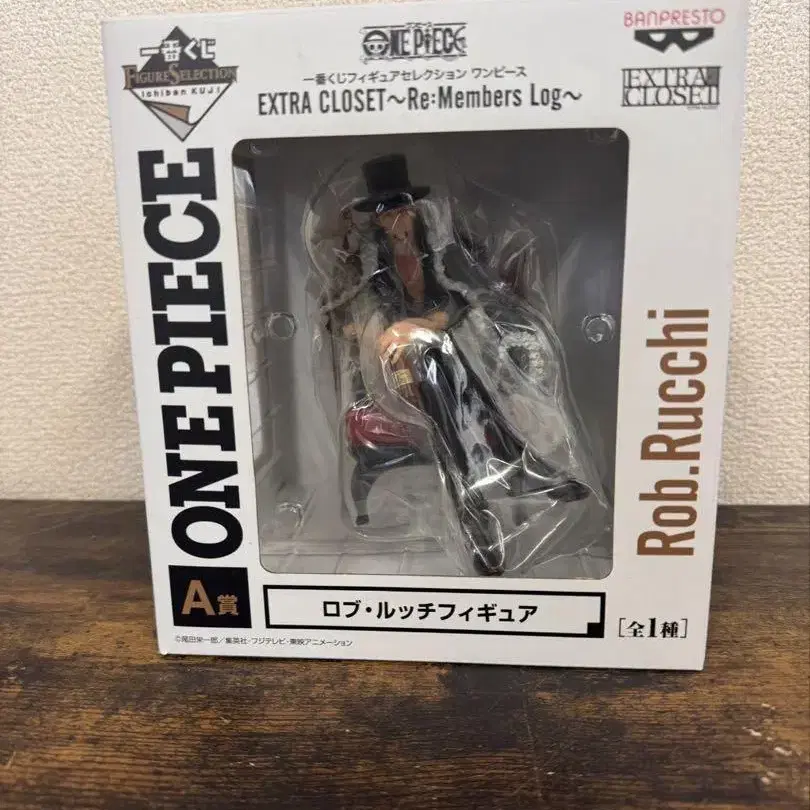 一番くじ
FIGURE SELECTION
Ichiban KUJI
ONE PIECE
一番くじフィギュアセレクション ワンピース
EXTRA CLOSET～Re:Members Log～
BANPRESTO
EXTRA
CLOSET
ONE PIECE
Rob.Rucchi
A賞
ロブ・ルッチフィギュア
[全1種]
©尾田栄一郎／集英社・フジテレビ・東映アニメーション